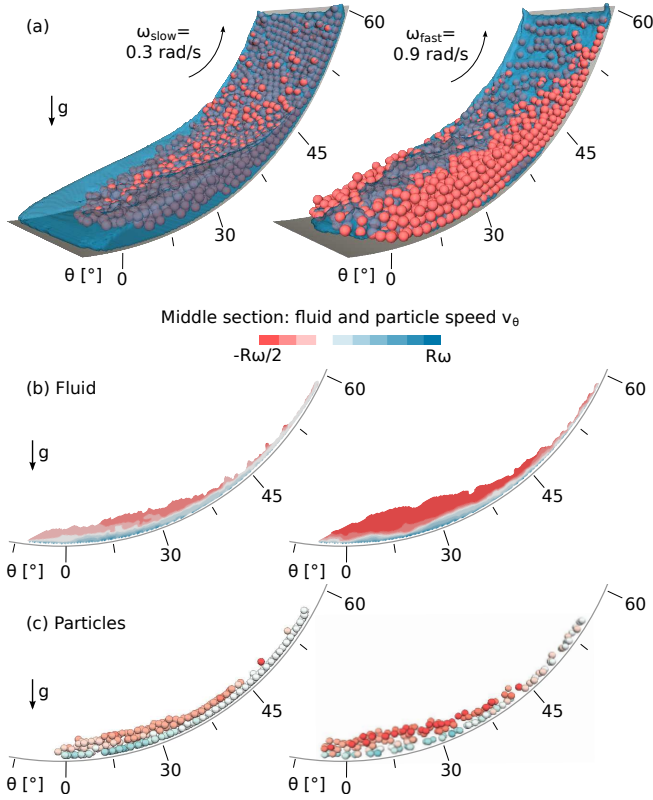 (a)
ω_slow=
0.3 rad/s
ω_fast=
0.9 rad/s
60
60
g
45
45
30
30
θ [°] 0
θ [°] 0
Middle section: fluid and particle speed v_θ
-Rω/2 Rω
(b) Fluid
60
60
g
45
45
30
30
θ [°] 0
θ [°] 0
(c) Particles
60
60
g
45
45
30
30
θ [°] 0
θ [°] 0